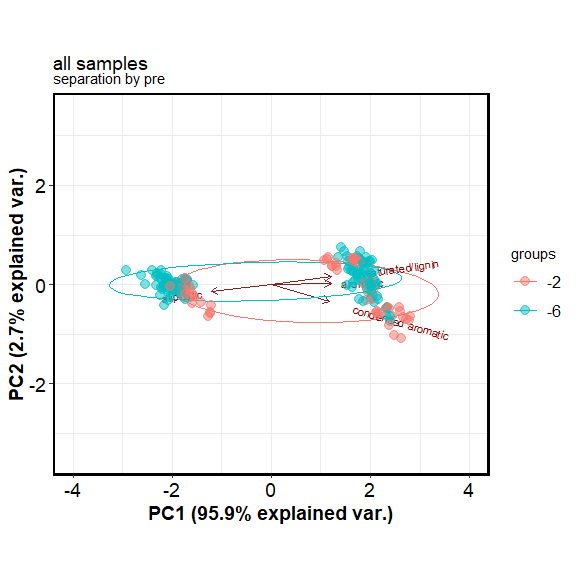 all samples
separation by pre
PC2 (2.7% explained var.)
2
0
-2
-4
-2
0
2
4
PC1 (95.9% explained var.)
condensed aromatic
groups
-2
-6